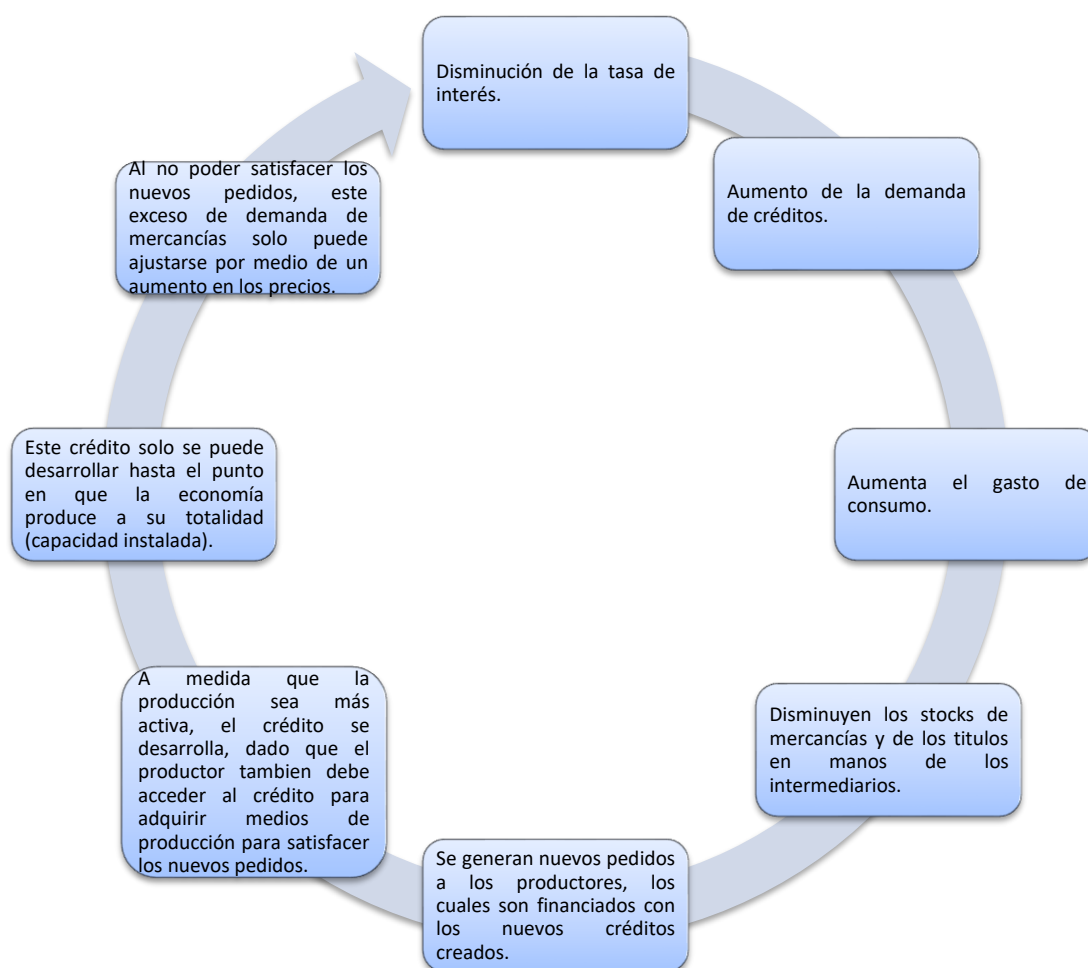 Disminución de la tasa de
interés.
Aumento de la demanda
de créditos.
Aumenta el gasto de
consumo.
Disminuyen los stocks de
mercancías y de los titulos
en manos de los
intermediarios.
Se generan nuevos pedidos
a los productores, los
cuales son financiados con
los nuevos créditos
creados.
A medida que la
producción sea más
activa, el crédito se
desarrolla, dado que el
productor tambien debe
acceder al crédito para
adquirir medios de
producción para satisfacer
los nuevos pedidos.
Este crédito solo se puede
desarrollar hasta el punto
en que la economía
produce a su totalidad
(capacidad instalada).
Al no poder satisfacer los
nuevos pedidos, este
exceso de demanda de
mercancías solo puede
ajustarse por medio de un
aumento en los precios.